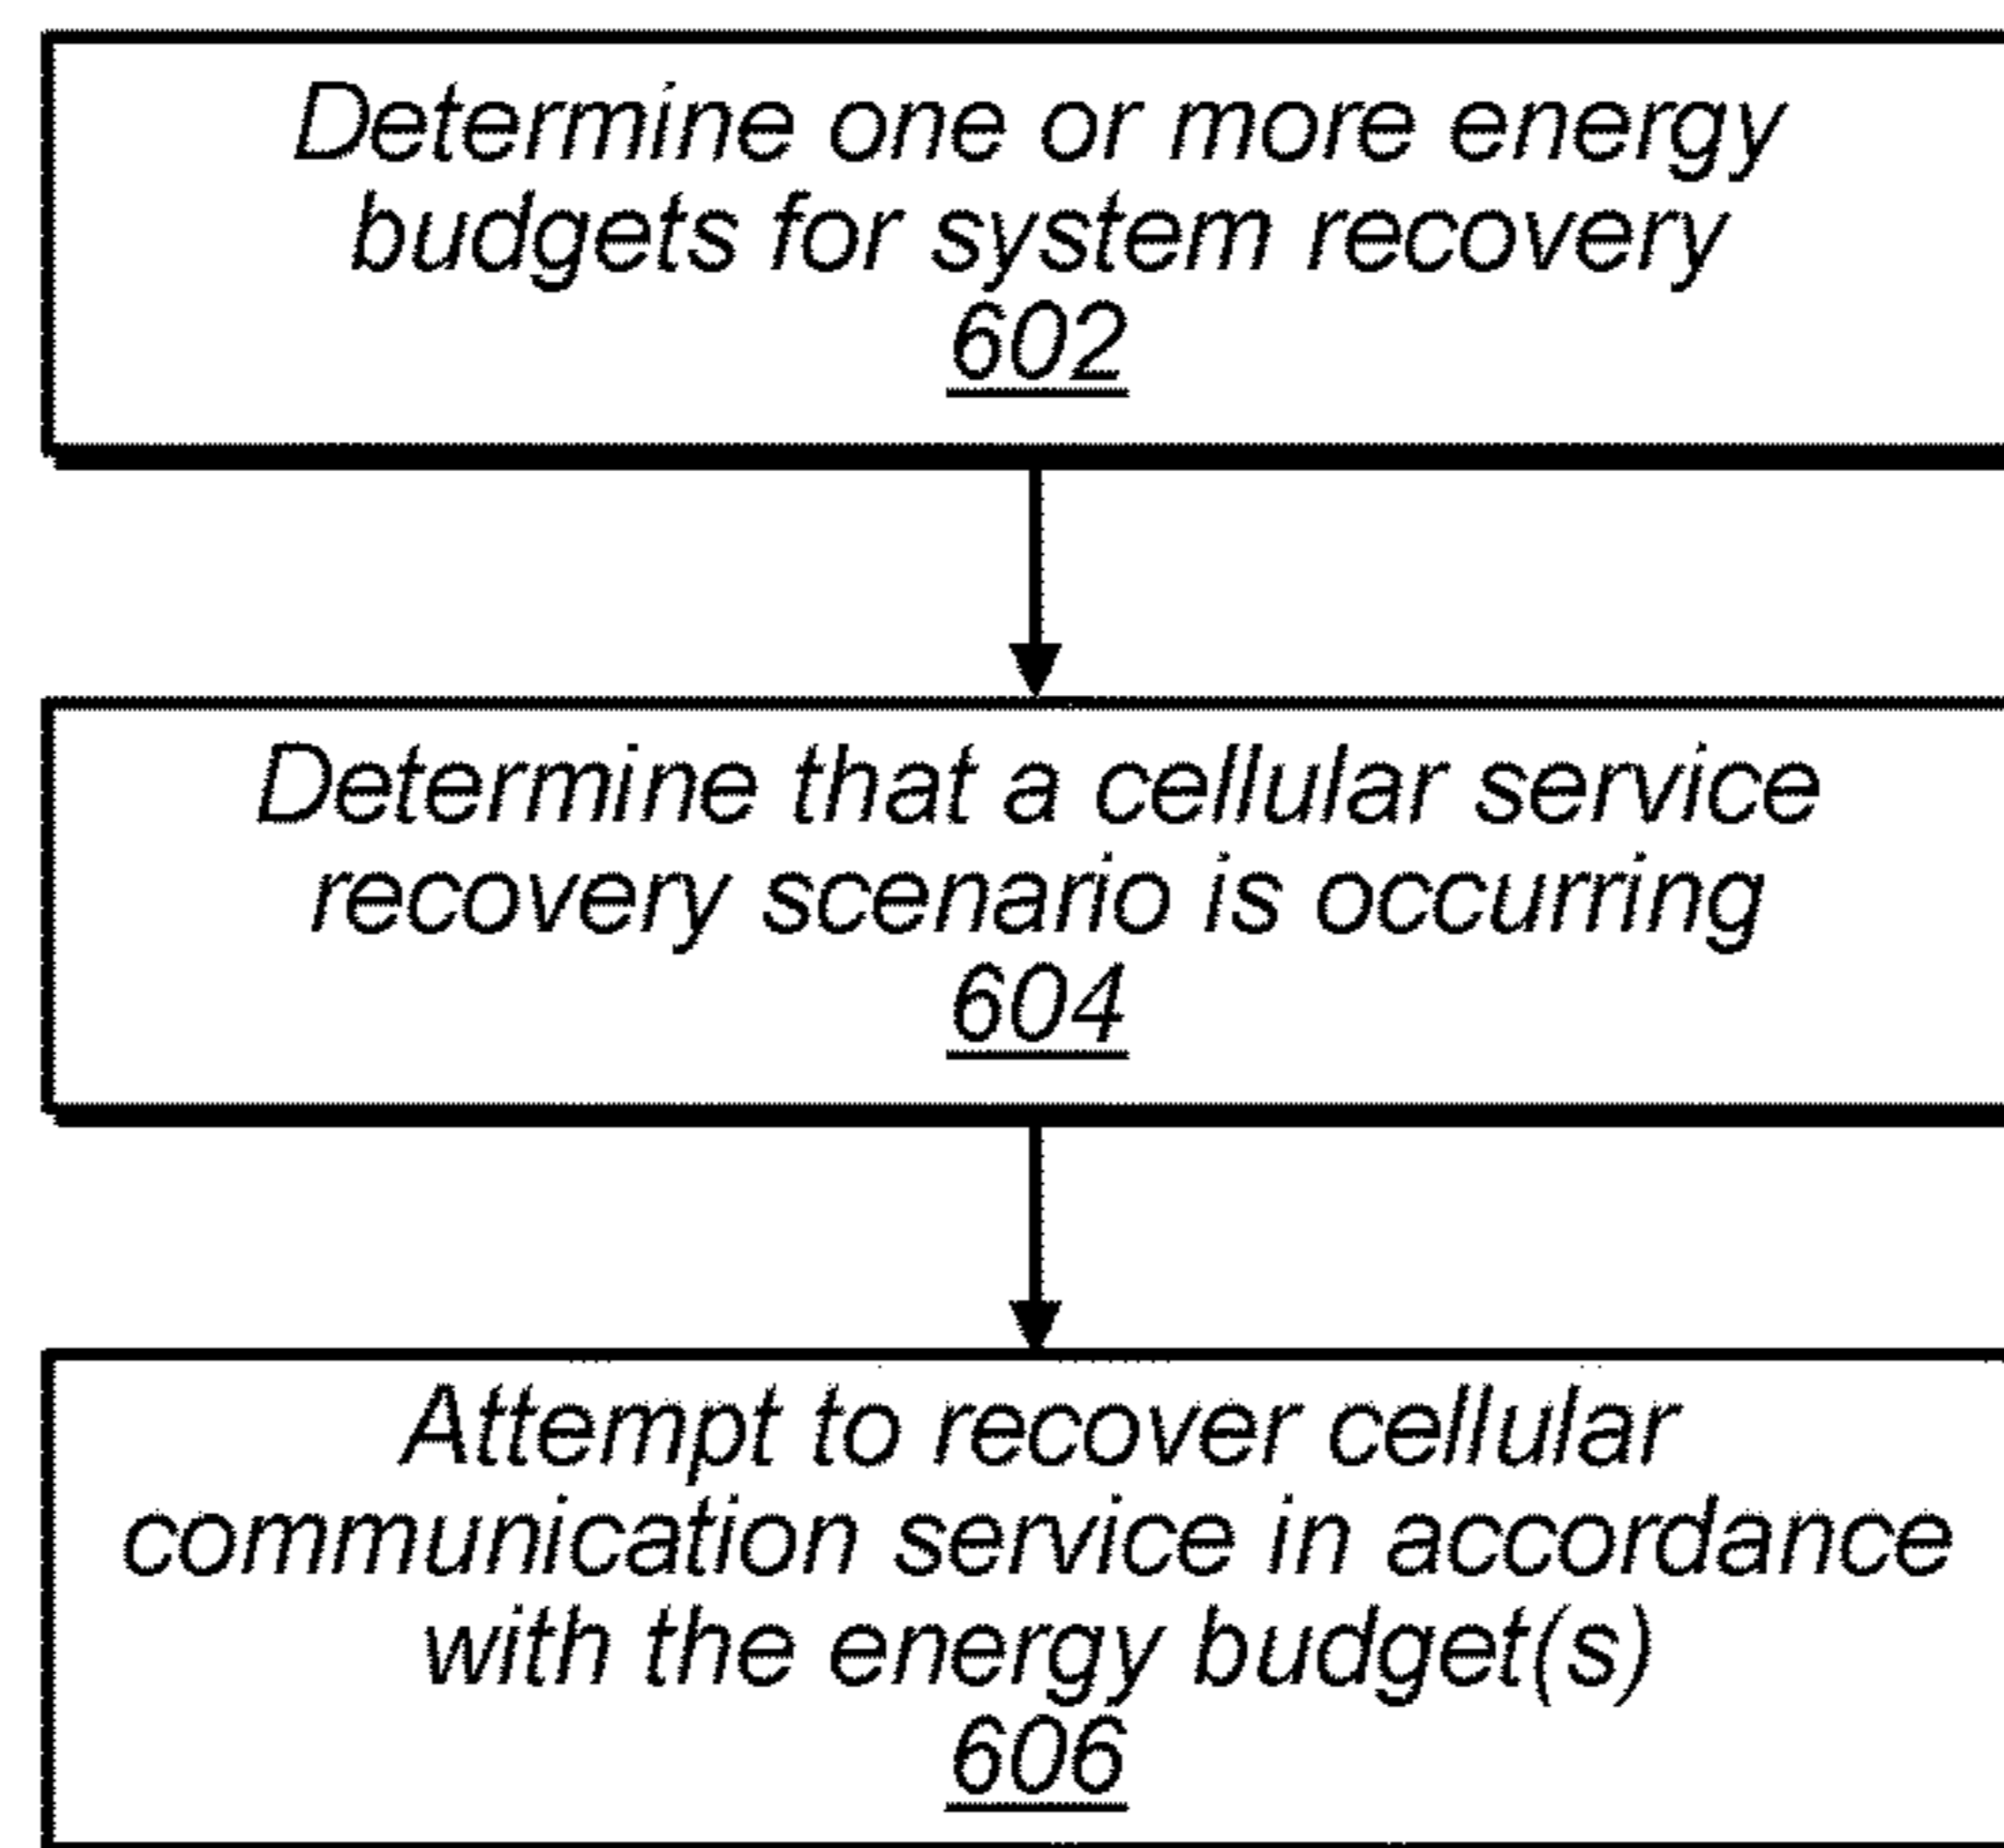 Determine one or more energy
budgets for system recovery
602
Determine that a cellular service
recovery scenario is occurring
604
Attempt to recover cellular
communication service in accordance
with the energy budget(s)
606